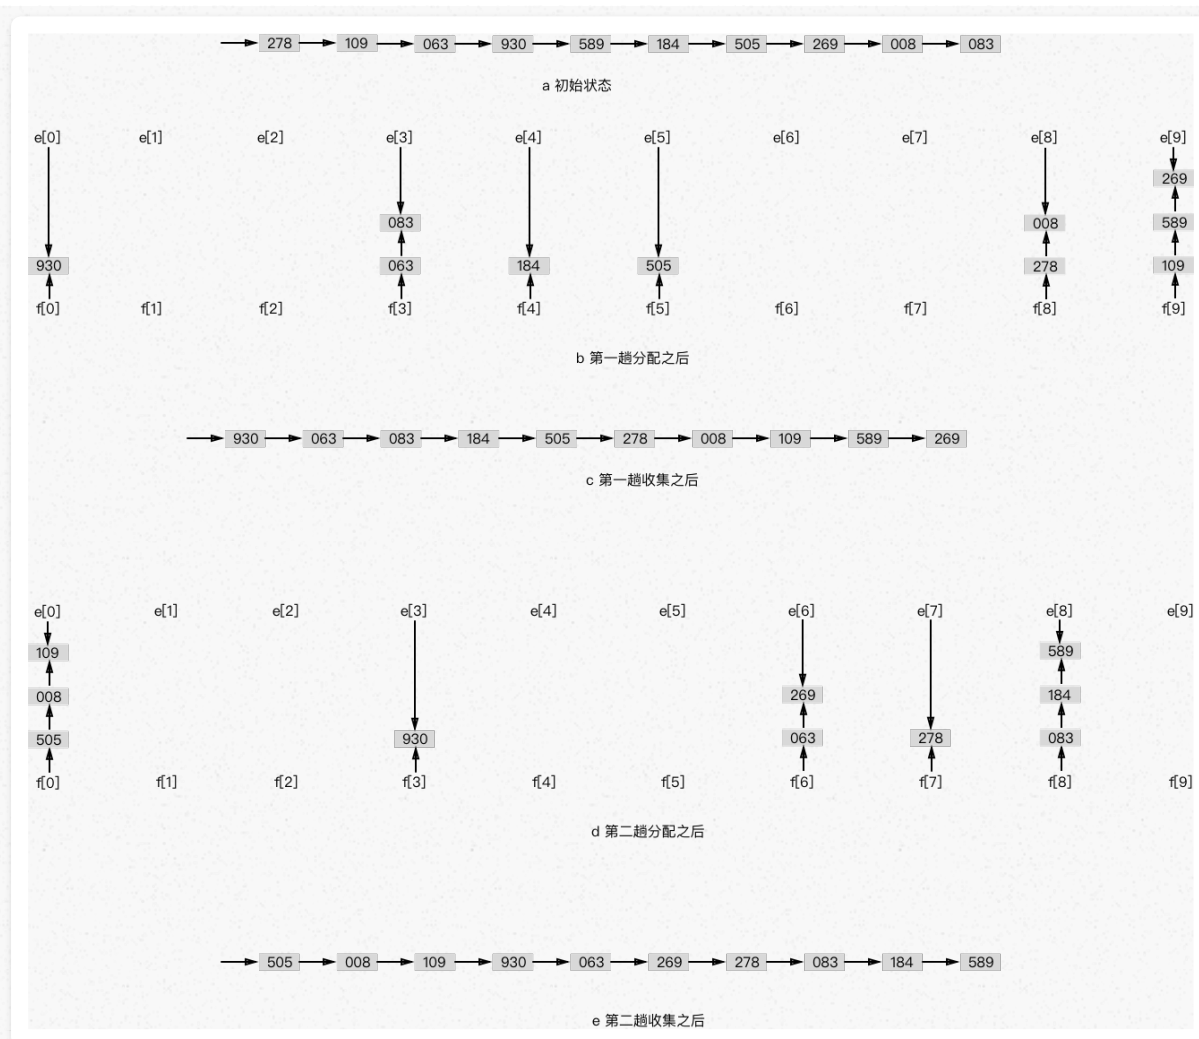 278 109 063 930 589 184 505 269 008 083
a 初始状态
e[0] e[1] e[2] e[3] e[4] e[5] e[6] e[7] e[8] e[9]
269
083 008 589
930 063 184 505 278 109
f[0] f[1] f[2] f[3] f[4] f[5] f[6] f[7] f[8] f[9]
b 第一趟分配之后
930 063 083 184 505 278 008 109 589 269
c 第一趟收集之后
e[0] e[1] e[2] e[3] e[4] e[5] e[6] e[7] e[8] e[9]
109 589
008 269 184
505 930 063 278 083
f[0] f[1] f[2] f[3] f[4] f[5] f[6] f[7] f[8] f[9]
d 第二趟分配之后
505 008 109 930 063 269 278 083 184 589
e 第二趟收集之后